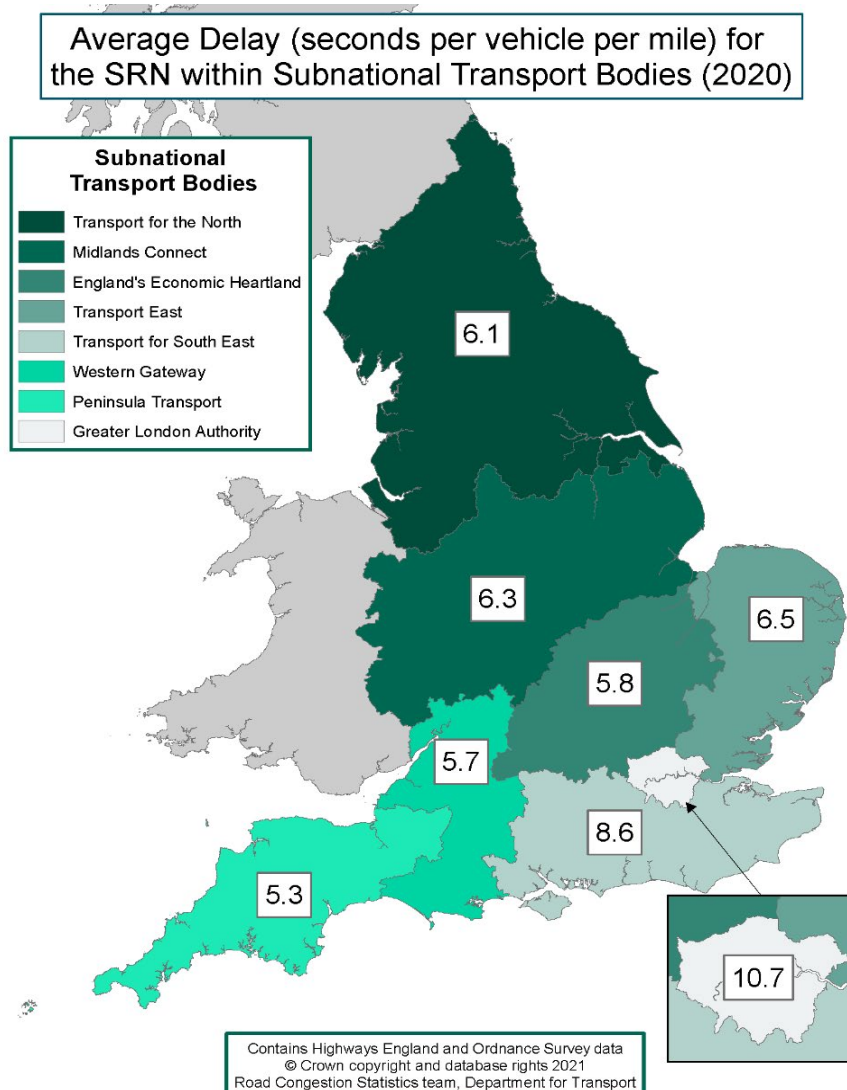 Average Delay (seconds per vehicle per mile) for
the SRN within Subnational Transport Bodies (2020)
Subnational
Transport Bodies
Transport for the North
Midlands Connect
England's Economic Heartland
Transport East
Transport for South East
Western Gateway
Peninsula Transport
Greater London Authority
6.1
6.3
6.5
5.8
5.7
8.6
5.3
10.7
Contains Highways England and Ordnance Survey data
© Crown copyright and database rights 2021
Road Congestion Statistics team, Department for Transport